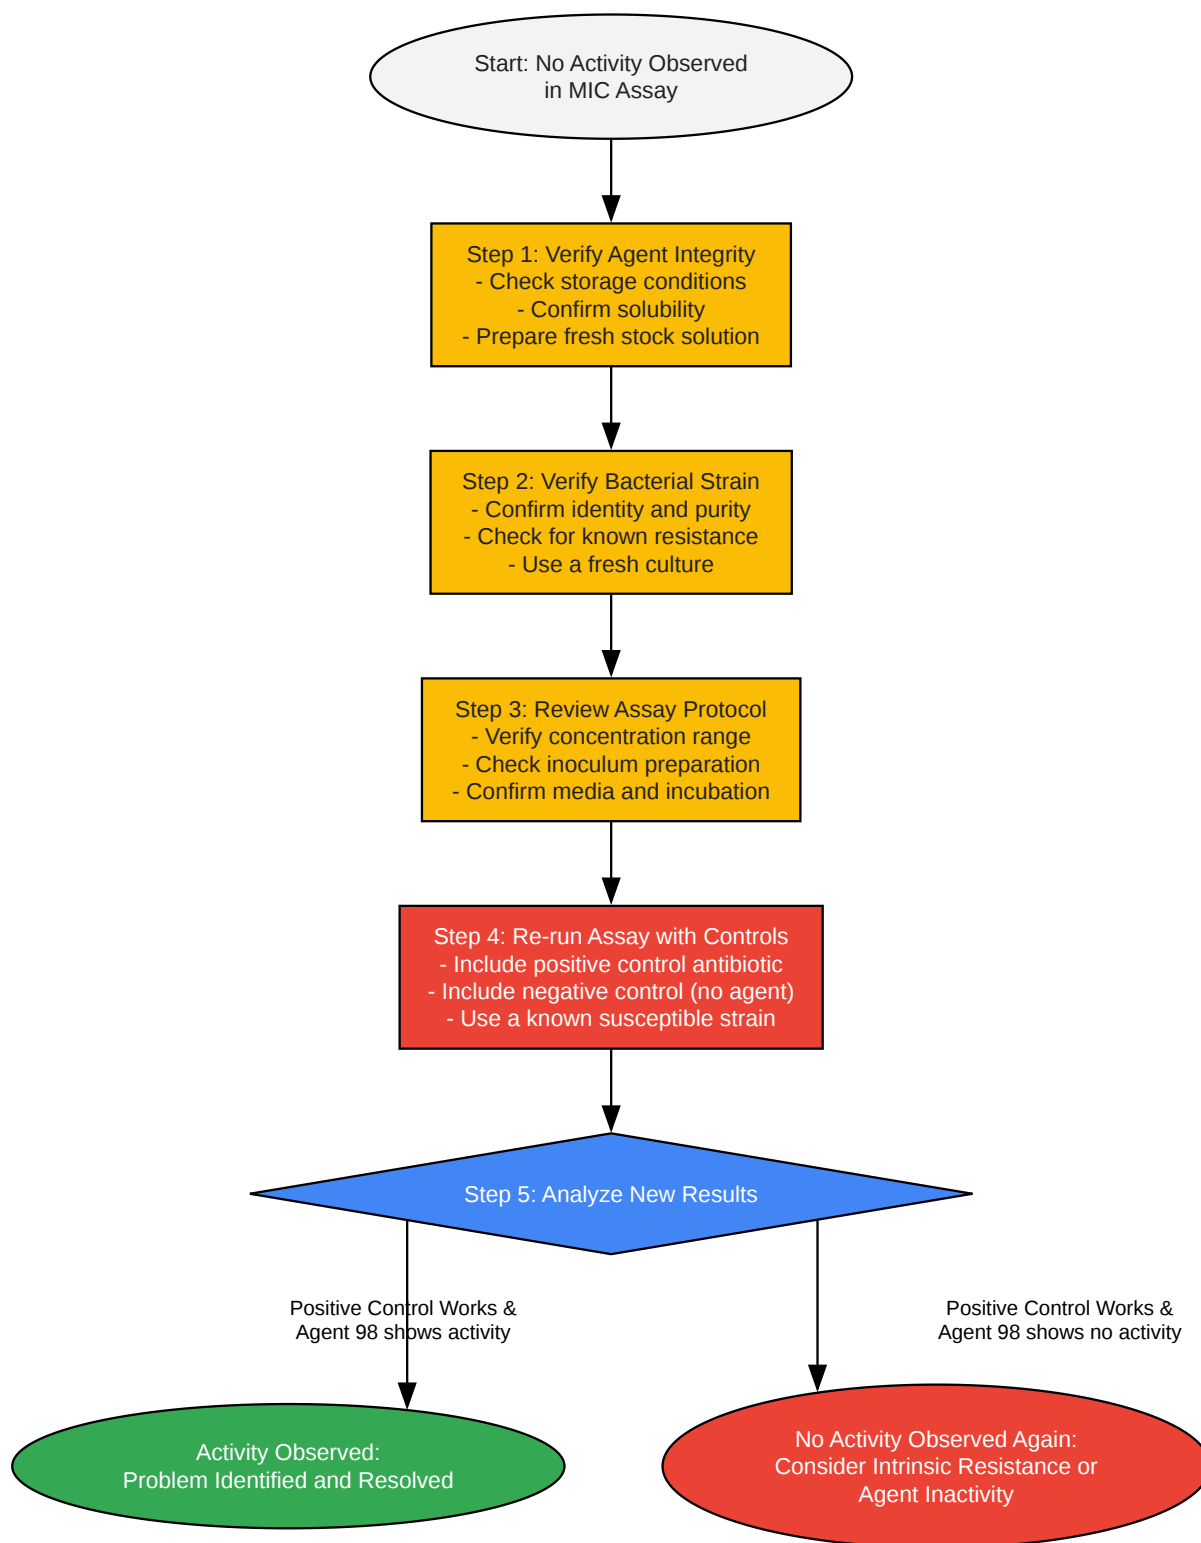 Start: No Activity Observed
in MIC Assay
Step 1: Verify Agent Integrity
- Check storage conditions
- Confirm solubility
- Prepare fresh stock solution
Step 2: Verify Bacterial Strain
- Confirm identity and purity
- Check for known resistance
- Use a fresh culture
Step 3: Review Assay Protocol
- Verify concentration range
- Check inoculum preparation
- Confirm media and incubation
Step 4: Re-run Assay with Controls
- Include positive control antibiotic
- Include negative control (no agent)
- Use a known susceptible strain
Step 5: Analyze New Results
Positive Control Works &
Agent 98 shows activity
Positive Control Works &
Agent 98 shows no activity
Activity Observed:
Problem Identified and Resolved
No Activity Observed Again:
Consider Intrinsic Resistance or
Agent Inactivity